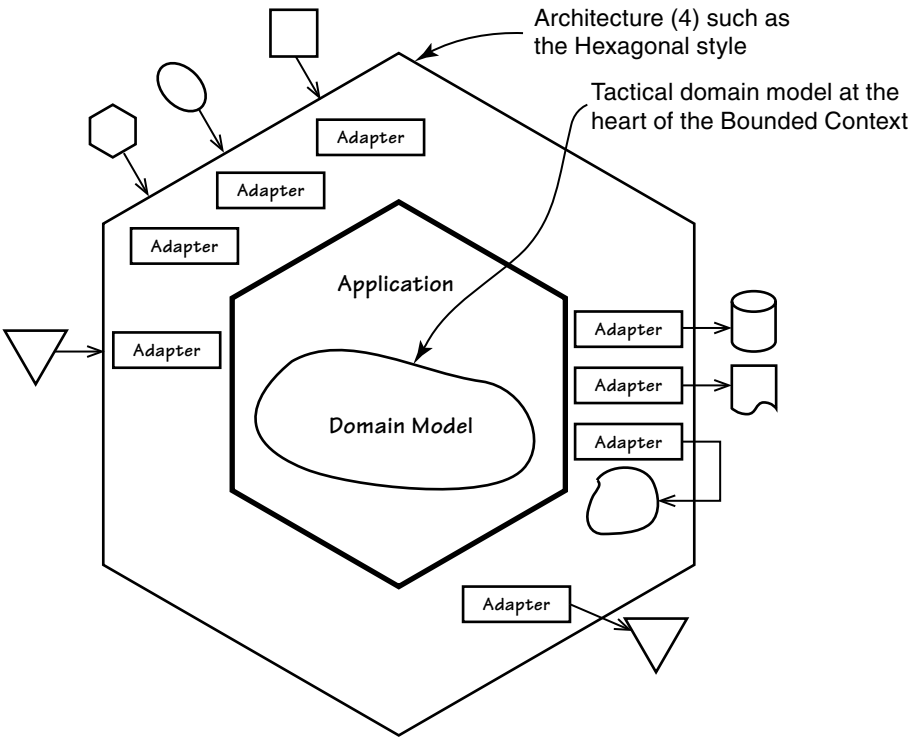 Architecture (4) such as
the Hexagonal style
Tactical domain model at the
heart of the Bounded Context
Adapter
Adapter
Adapter
Application
Adapter
Adapter
Adapter
Domain Model
Adapter
Adapter